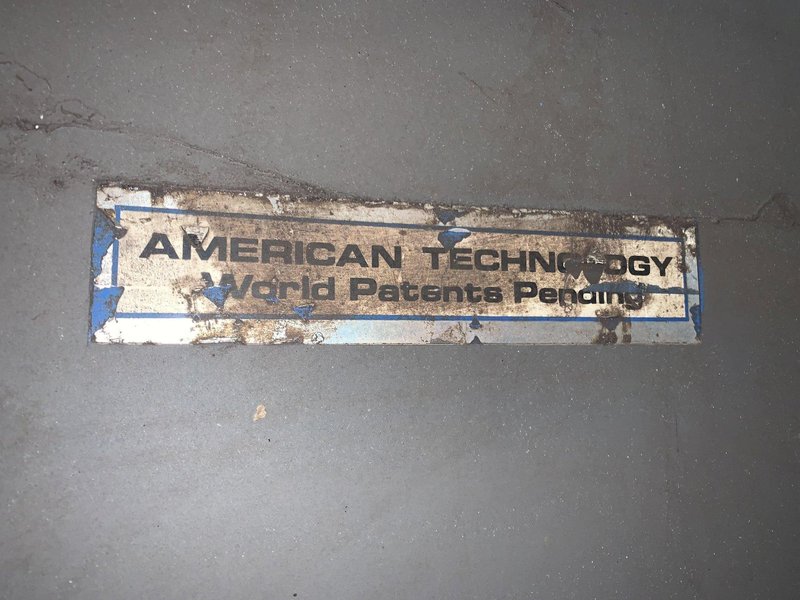 AMERICAN TECHNOLOGY
World Patents Pending